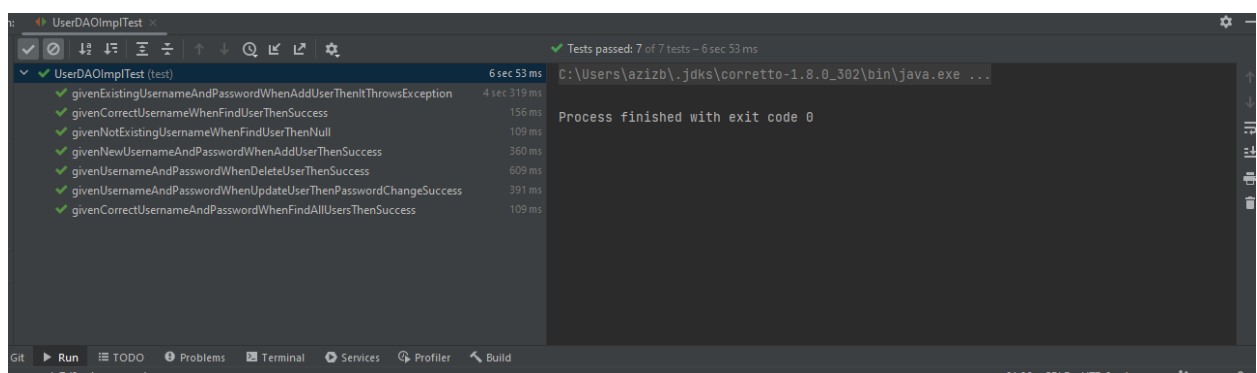 UserDAOImplTest
Tests passed: 7 of 7 tests – 6 sec 53 ms
UserDAOImplTest (test) 6 sec 53 ms
givenExistingUsernameAndPasswordWhenAddUserThenItThrowsException 4 sec 319 ms
givenCorrectUsernameWhenFindUserThenSuccess 156 ms
givenNotExistingUsernameWhenFindUserThenNull 109 ms
givenNewUsernameAndPasswordWhenAddUserThenSuccess 360 ms
givenUsernameAndPasswordWhenDeleteUserThenSuccess 609 ms
givenUsernameAndPasswordWhenUpdateUserThenPasswordChangeSuccess 391 ms
givenCorrectUsernameAndPasswordWhenFindAllUsersThenSuccess 109 ms
C:\Users\azizb\.jdks\corretto-1.8.0_302\bin\java.exe ...
Process finished with exit code 0
Git Run TODO Problems Terminal Services Profiler Build